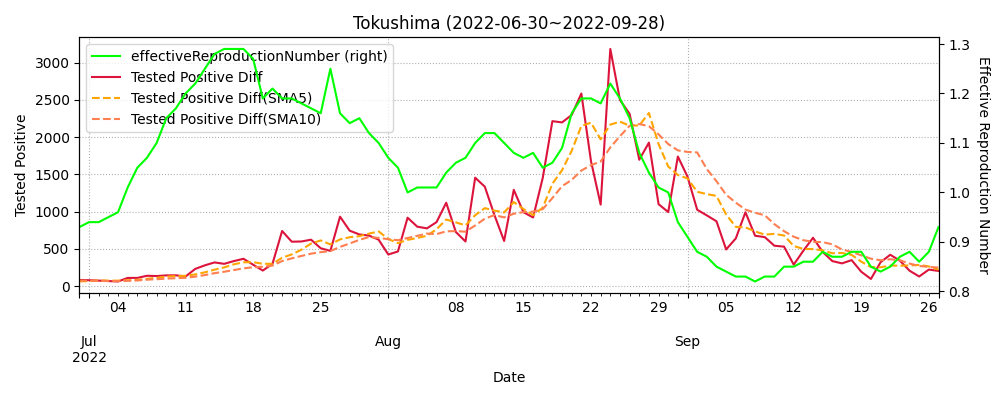 Tokushima (2022-06-30~2022-09-28)
effectiveReproductionNumber (right)
Tested Positive Diff
Tested Positive Diff(SMA5)
Tested Positive Diff(SMA10)
Tested Positive
3000
2500
2000
1500
1000
500
0
Effective Reproduction Number
1.3
1.2
1.1
1.0
0.9
0.8
04 11 18 25 08 15 22 29 05 12 19 26
Jul Aug Sep
2022
Date